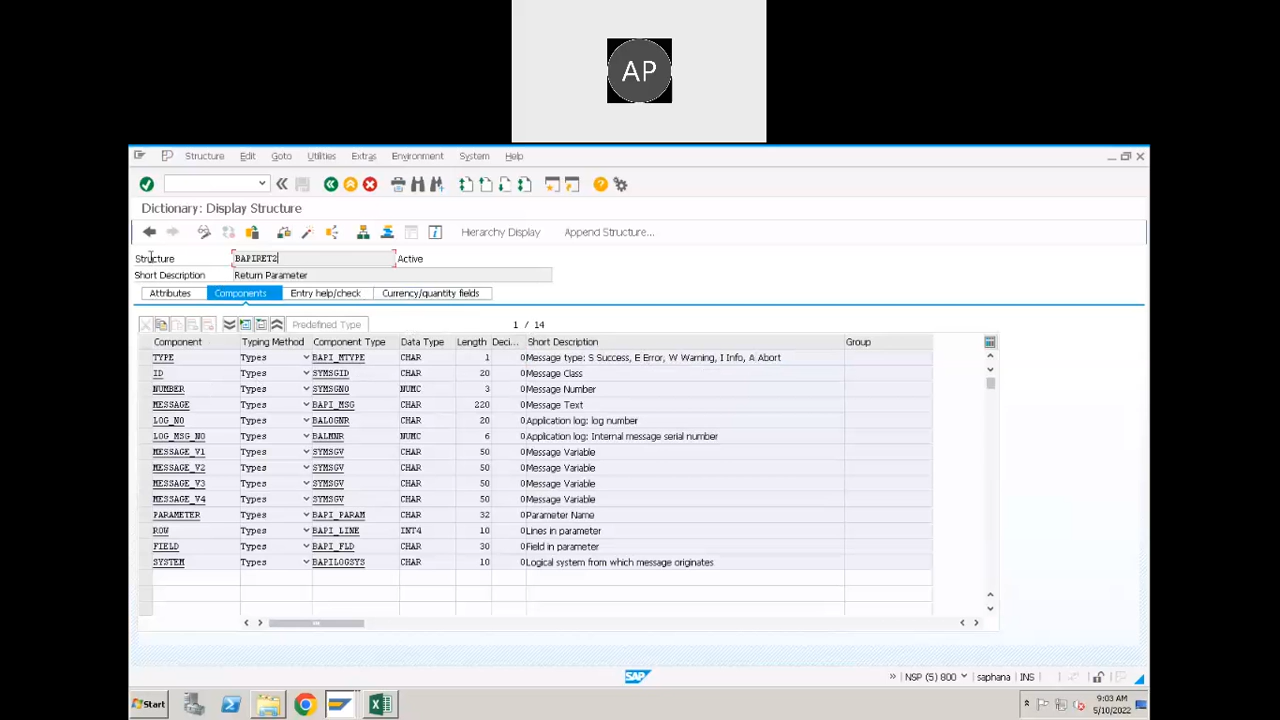 AP
Structure Edit Goto Utilities Extras Environment System Help
Dictionary: Display Structure
Hierarchy Display Append Structure...
Structure BAPIRET2 Active
Short Description Return Parameter
Attributes Components Entry help/check Currency/quantity fields
Predefined Type 1 / 14
Component Typing Method Component Type Data Type Length Deci... Short Description Group
TYPE Types BAPI_MTYPE CHAR 1 0 Message type: S Success, E Error, W Warning, I Info, A Abort
ID Types SYMSGID CHAR 20 0 Message Class
NUMBER Types SYMSGNO NUMC 3 0 Message Number
MESSAGE Types BAPI_MSG CHAR 220 0 Message Text
LOG_NO Types BALOGNR CHAR 20 0 Application log: log number
LOG_MSG_NO Types BALMNR NUMC 6 0 Application log: Internal message serial number
MESSAGE_V1 Types SYMSGV CHAR 50 0 Message Variable
MESSAGE_V2 Types SYMSGV CHAR 50 0 Message Variable
MESSAGE_V3 Types SYMSGV CHAR 50 0 Message Variable
MESSAGE_V4 Types SYMSGV CHAR 50 0 Message Variable
PARAMETER Types BAPI_PARAM CHAR 32 0 Parameter Name
ROW Types BAPI_LINE INT4 10 0 Lines in parameter
FIELD Types BAPI_FLD CHAR 30 0 Field in parameter
SYSTEM Types BAPILOGSYS CHAR 10 0 Logical system from which message originates
SAP NSP (5) 800 saphana INS
Start 9:03 AM
5/10/2022